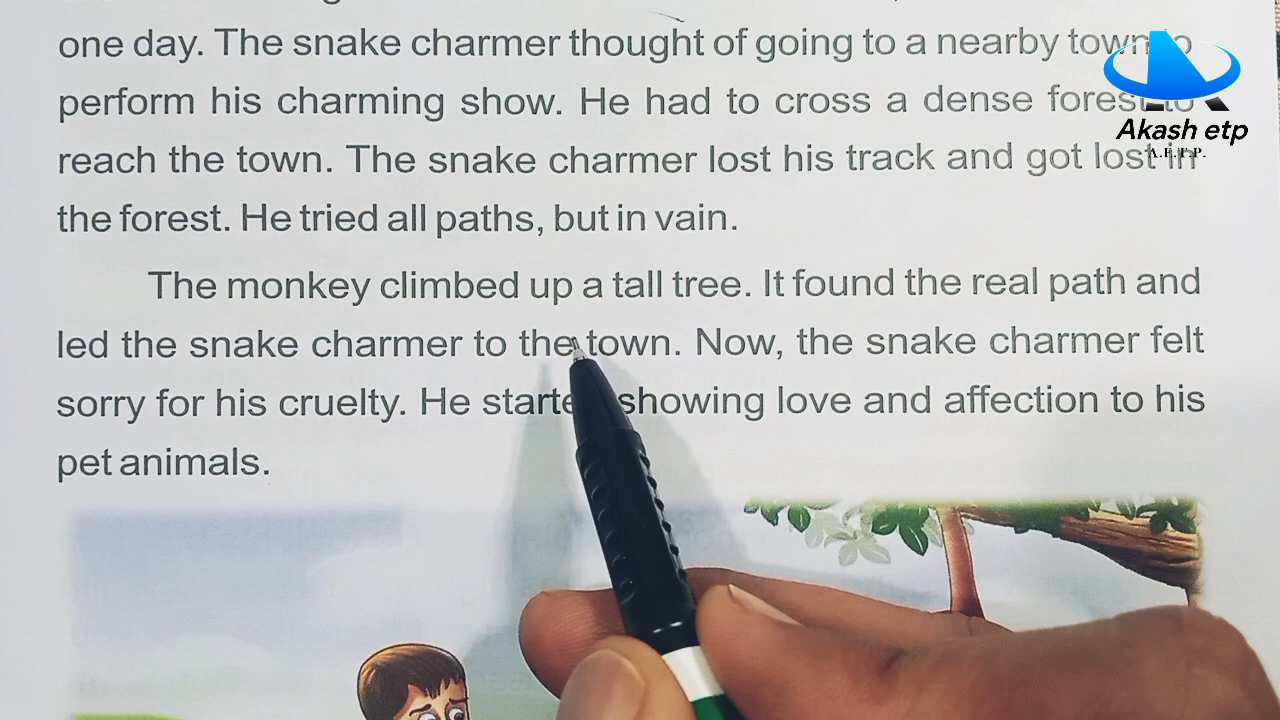 one day. The snake charmer thought of going to a nearby town to
perform his charming show. He had to cross a dense forest to
reach the town. The snake charmer lost his track and got lost in
the forest. He tried all paths, but in vain.
The monkey climbed up a tall tree. It found the real path and
led the snake charmer to the town. Now, the snake charmer felt
sorry for his cruelty. He started showing love and affection to his
pet animals.
Akash etp
A.E.T.P.